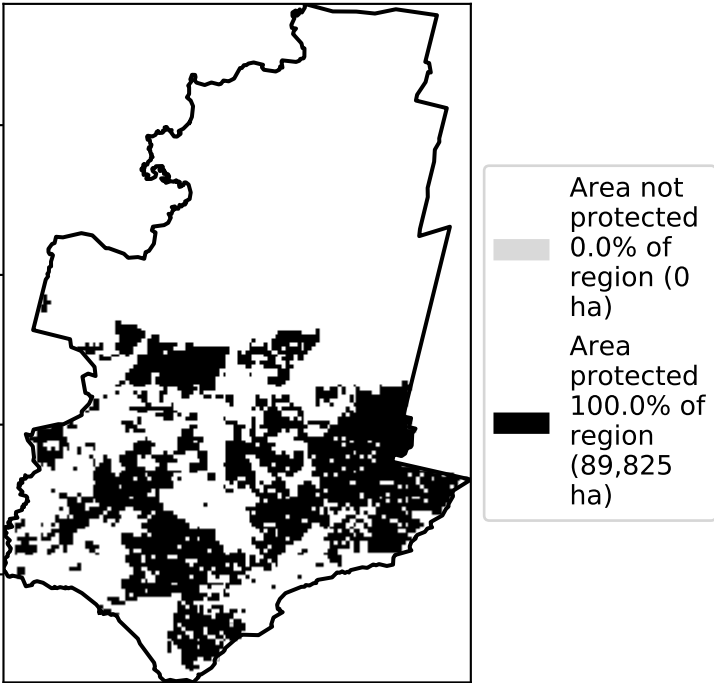 Area not
protected
0.0% of
region (0
ha)
Area
protected
100.0% of
region
(89,825
ha)